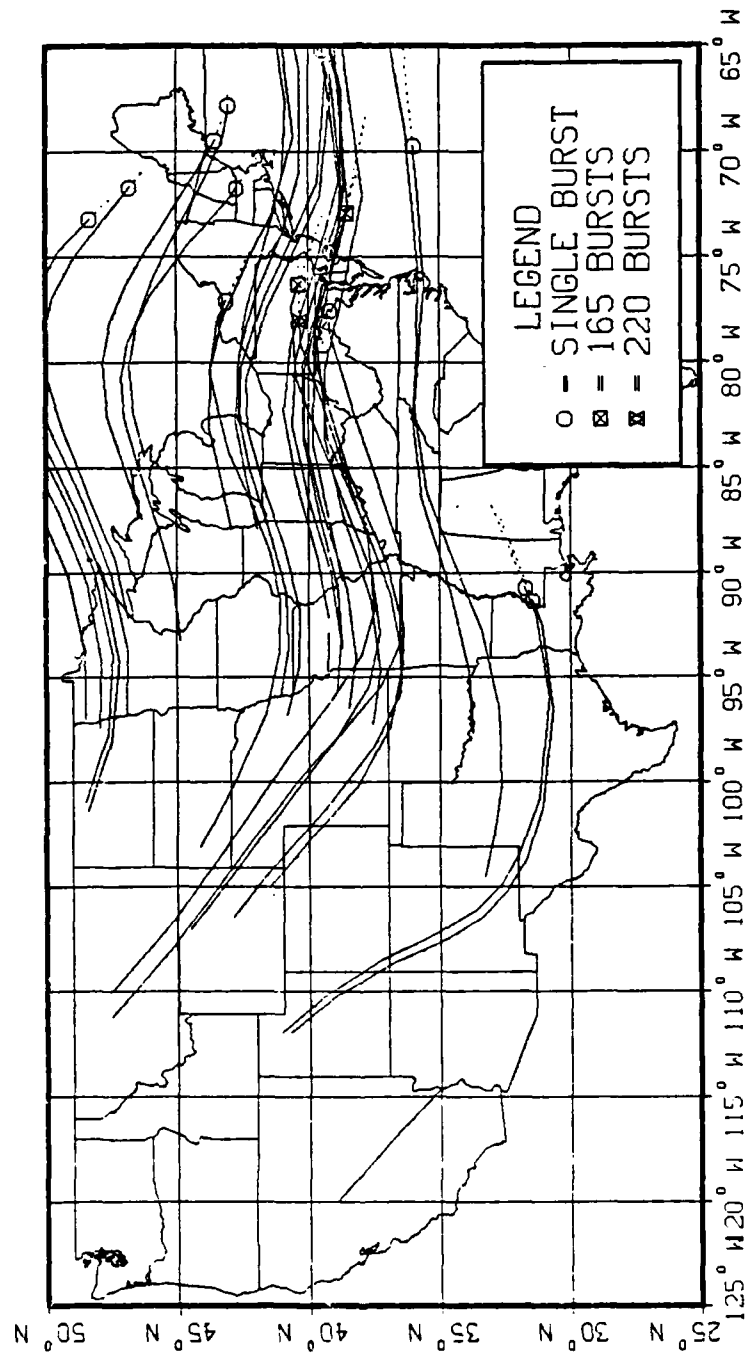 LEGEND
○ - SINGLE BURST
⊠ = 165 BURSTS
⧗ = 220 BURSTS
50° N
45° N
40° N
35° N
30° N
25° N
125° W
120° W
115° W
110° W
105° W
100° W
95° W
90° W
85° W
80° W
75° W
70° W
65° W